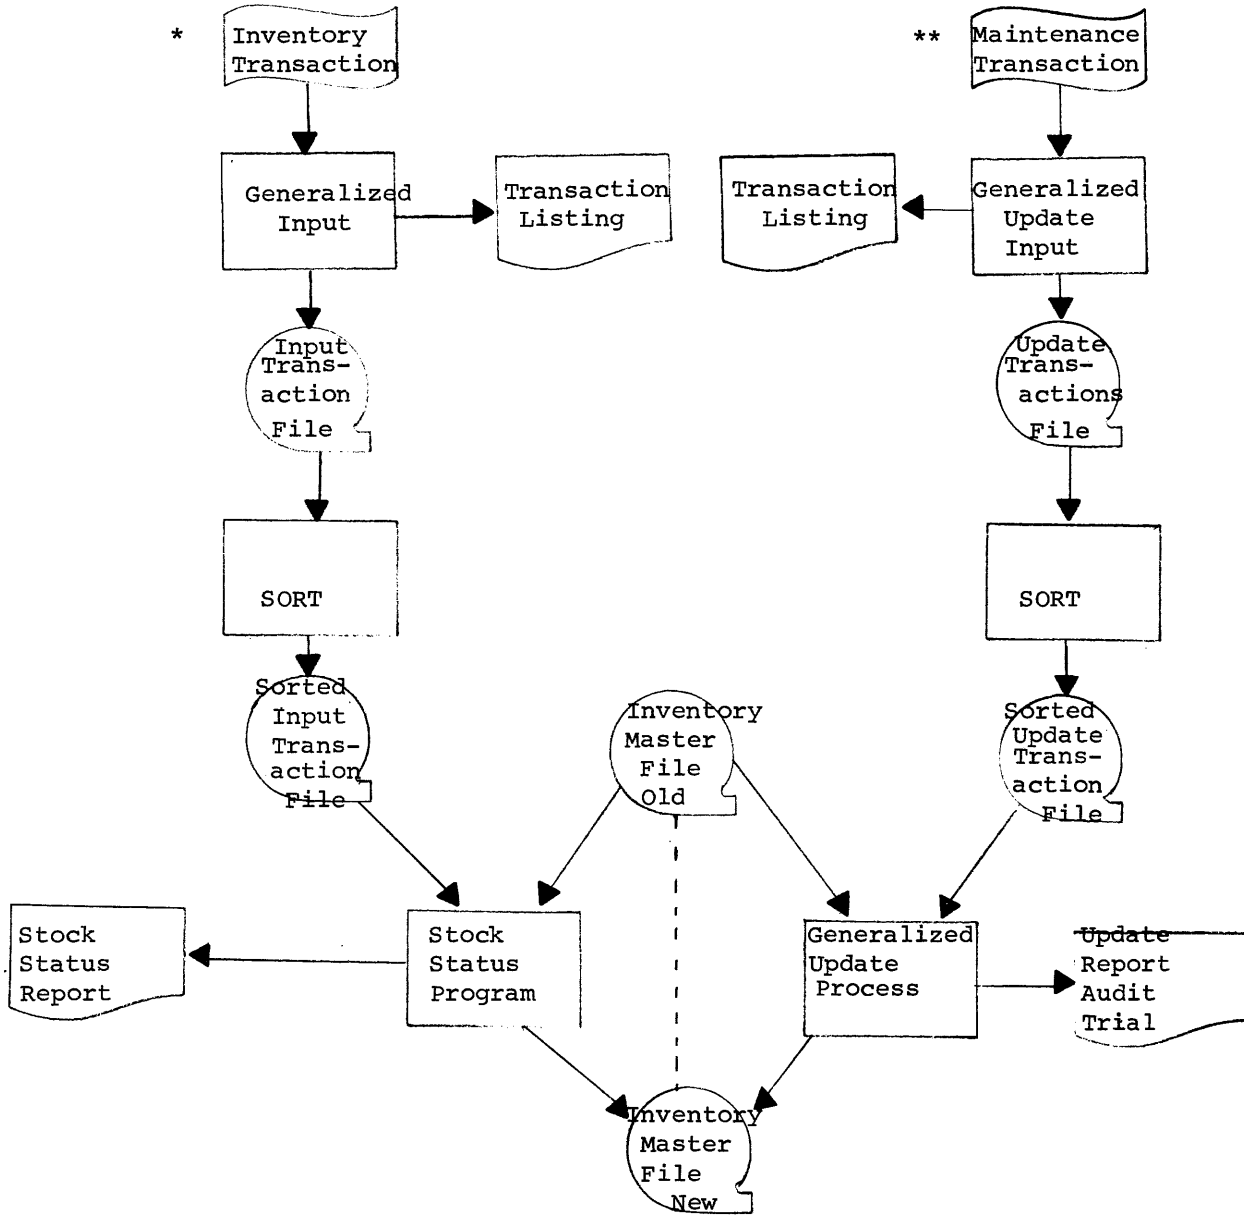 *
Inventory
Transaction
**
Maintenance
Transaction
Generalized
Input
Transaction
Listing
Transaction
Listing
Generalized
Update
Input
Input
Trans-
action
File
Update
Trans-
actions
File
SORT
SORT
Sorted
Input
Trans-
action
File
Inventory
Master
File
Old
Sorted
Update
Trans-
action
File
Stock
Status
Report
Stock
Status
Program
Generalized
Update
Process
Update
Report
Audit
Trial
Inventory
Master
File
New